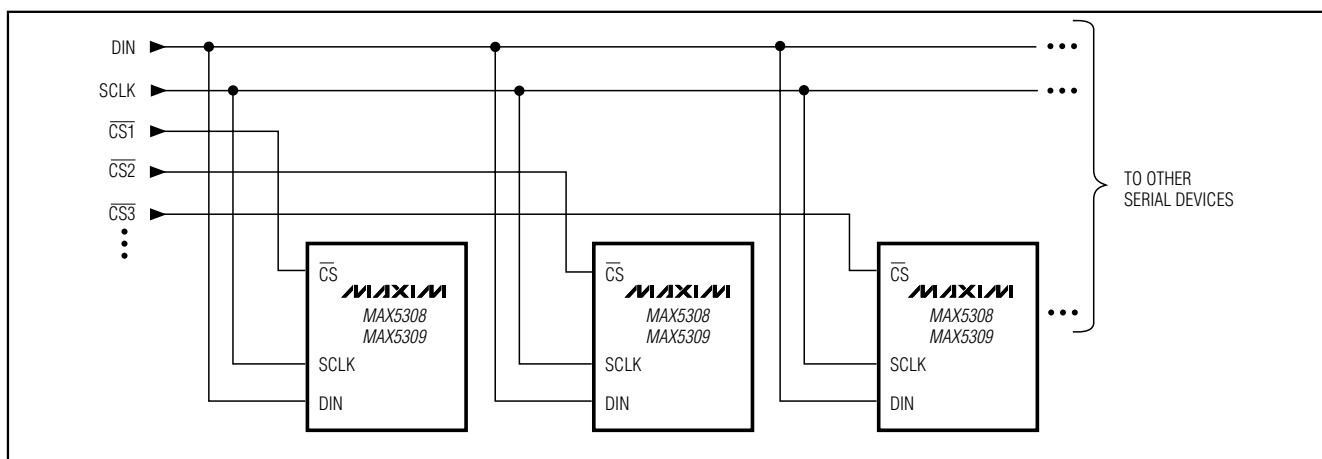 DIN
SCLK
CS1
CS2
CS3
TO OTHER
SERIAL DEVICES
CS
MAXIM
MAX5308
MAX5309
SCLK
DIN
CS
MAXIM
MAX5308
MAX5309
SCLK
DIN
CS
MAXIM
MAX5308
MAX5309
SCLK
DIN